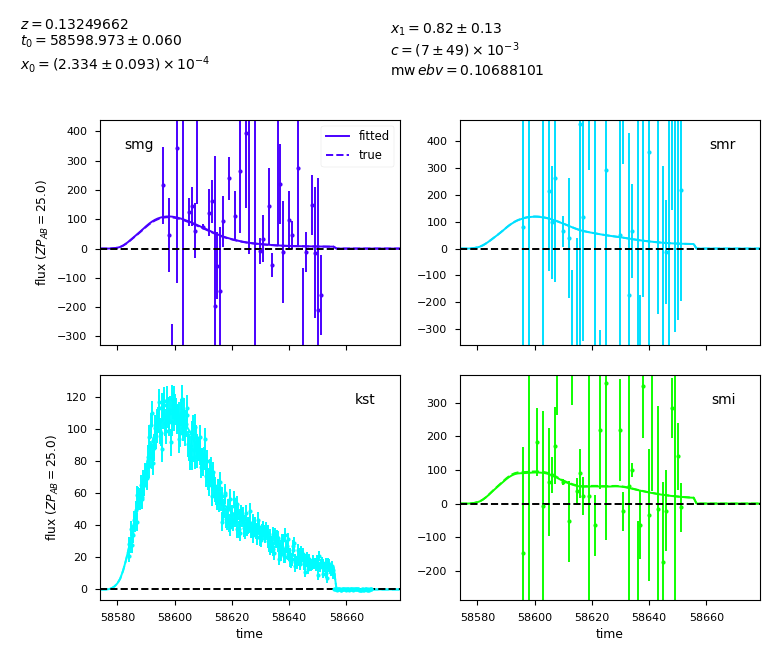 z = 0.13249662
t₀ = 58598.973 ± 0.060
x₀ = (2.334 ± 0.093) × 10⁻⁴
x₁ = 0.82 ± 0.13
c = (7 ± 49) × 10⁻³
mw ebv = 0.10688101
smg
fitted
true
400
300
200
100
0
−100
−200
−300
flux (ZP_AB = 25.0)
smr
400
300
200
100
0
−100
−200
−300
kst
120
100
80
60
40
20
0
flux (ZP_AB = 25.0)
58580 58600 58620 58640 58660
time
smi
300
200
100
0
−100
−200
58580 58600 58620 58640 58660
time